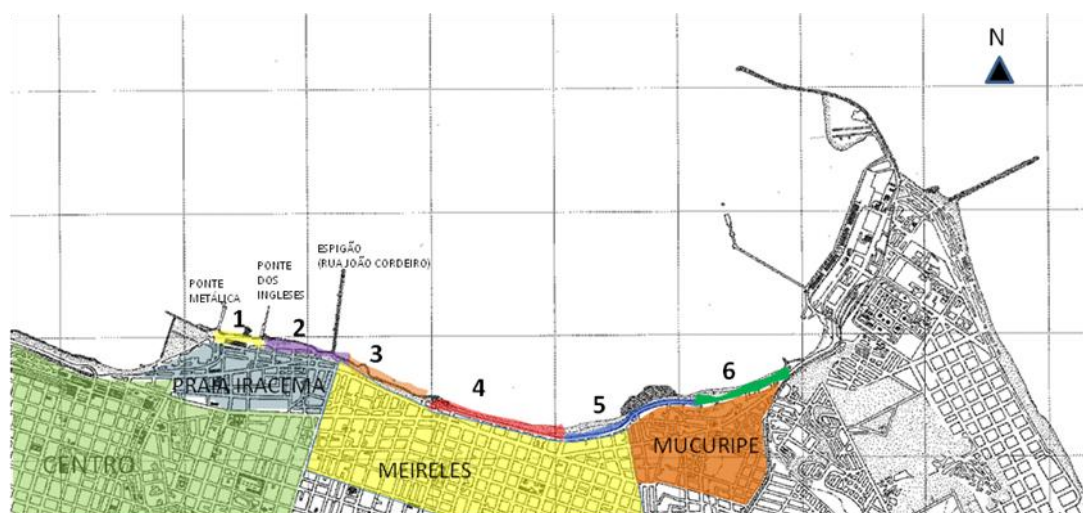 N
ESPIGÃO
(RUA JOÃO CORDEIRO)
PONTE
DOS
INGLESES
PONTE
METÁLICA
1
2
3
4
5
6
PRAIA IRACEMA
CENTRO
MEIRELES
MUCURIPE